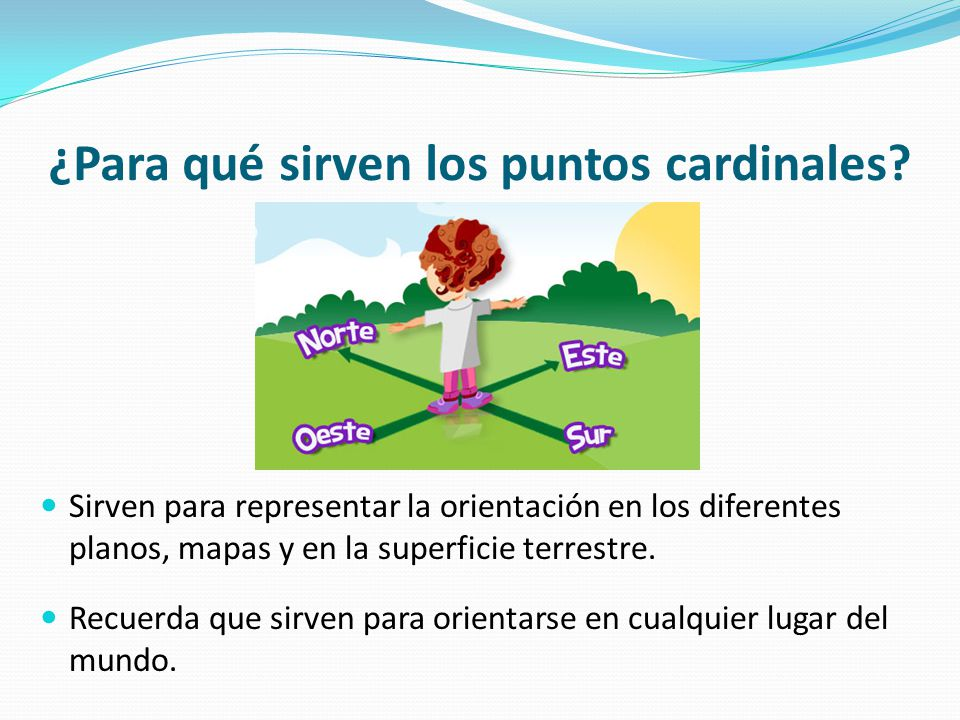 ¿Para qué sirven los puntos cardinales?
Norte
Este
Oeste
Sur
Sirven para representar la orientación en los diferentes
planos, mapas y en la superficie terrestre.
Recuerda que sirven para orientarse en cualquier lugar del
mundo.